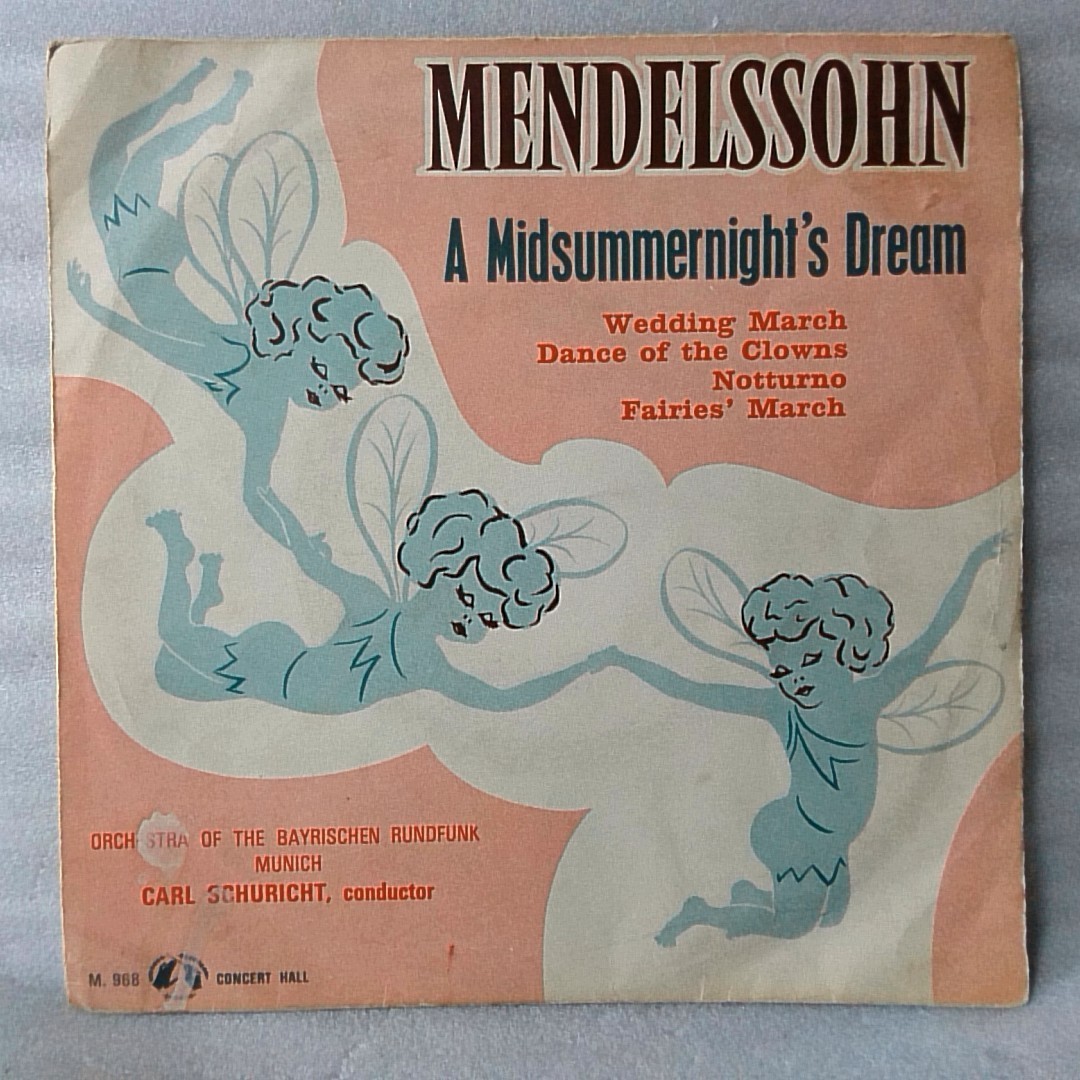 MENDELSSOHN
A Midsummernight's Dream
Wedding March
Dance of the Clowns
Notturno
Fairies' March
ORCHESTRA OF THE BAYRISCHEN RUNDFUNK
MUNICH
CARL SCHURICHT, conductor
M. 968 CONCERT HALL